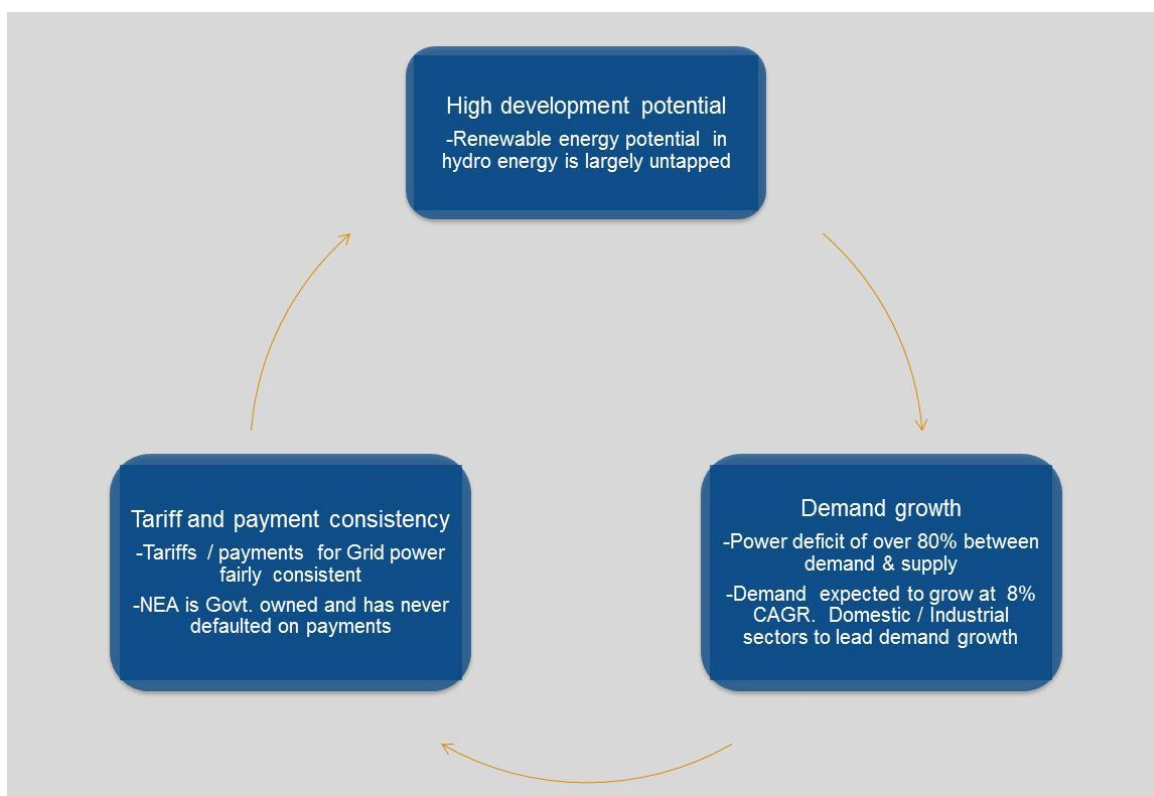 High development potential
-Renewable energy potential in
hydro energy is largely untapped
Tariff and payment consistency
-Tariffs / payments for Grid power
fairly consistent
-NEA is Govt. owned and has never
defaulted on payments
Demand growth
-Power deficit of over 80% between
demand & supply
-Demand expected to grow at 8%
CAGR. Domestic / Industrial
sectors to lead demand growth